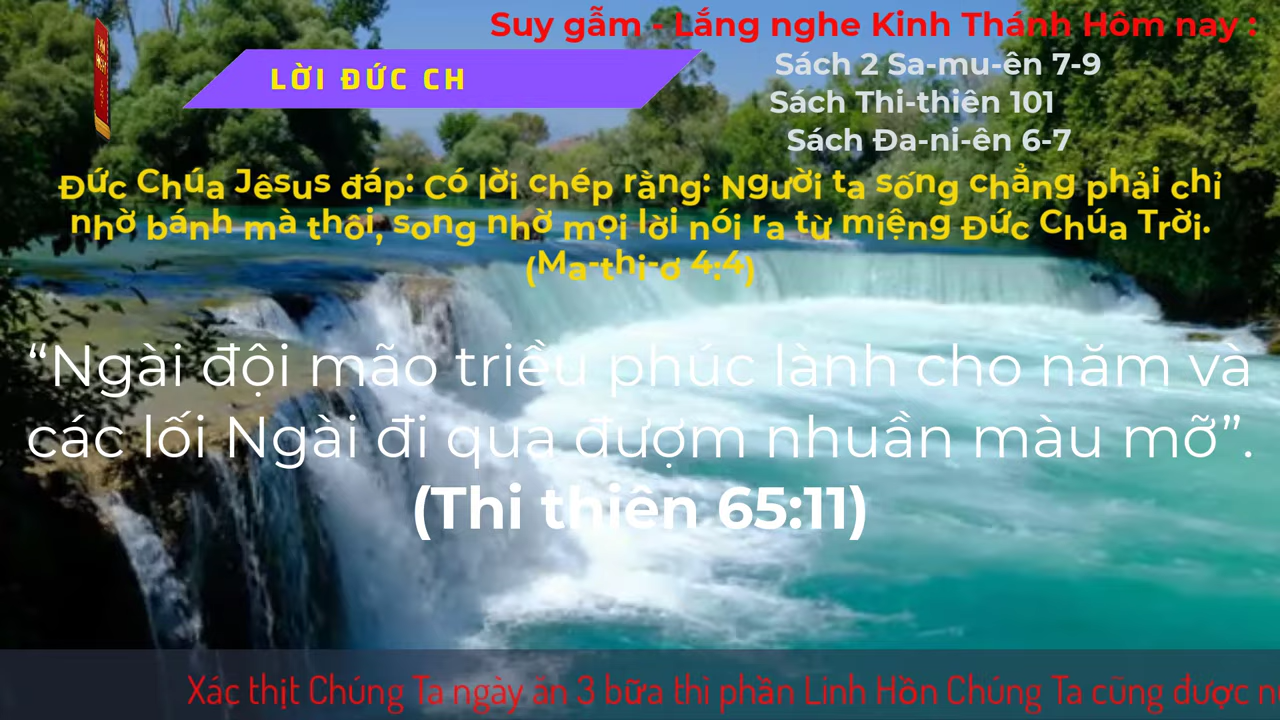 Suy gẫm - Lắng nghe Kinh Thánh Hôm nay :
LỜI ĐỨC CH
Sách 2 Sa-mu-ên 7-9
Sách Thi-thiên 101
Sách Đa-ni-ên 6-7
Đức Chúa Jêsus đáp: Có lời chép rằng: Người ta sống chẳng phải chỉ
nhờ bánh mà thôi, song nhờ mọi lời nói ra từ miệng Đức Chúa Trời.
(Ma-thi-ơ 4:4)
“Ngài đội mão triều phúc lành cho năm và
các lối Ngài đi qua đượm nhuần màu mỡ”.
(Thi thiên 65:11)
Xác thịt Chúng Ta ngày ăn 3 bữa thì phần Linh Hồn Chúng Ta cũng được